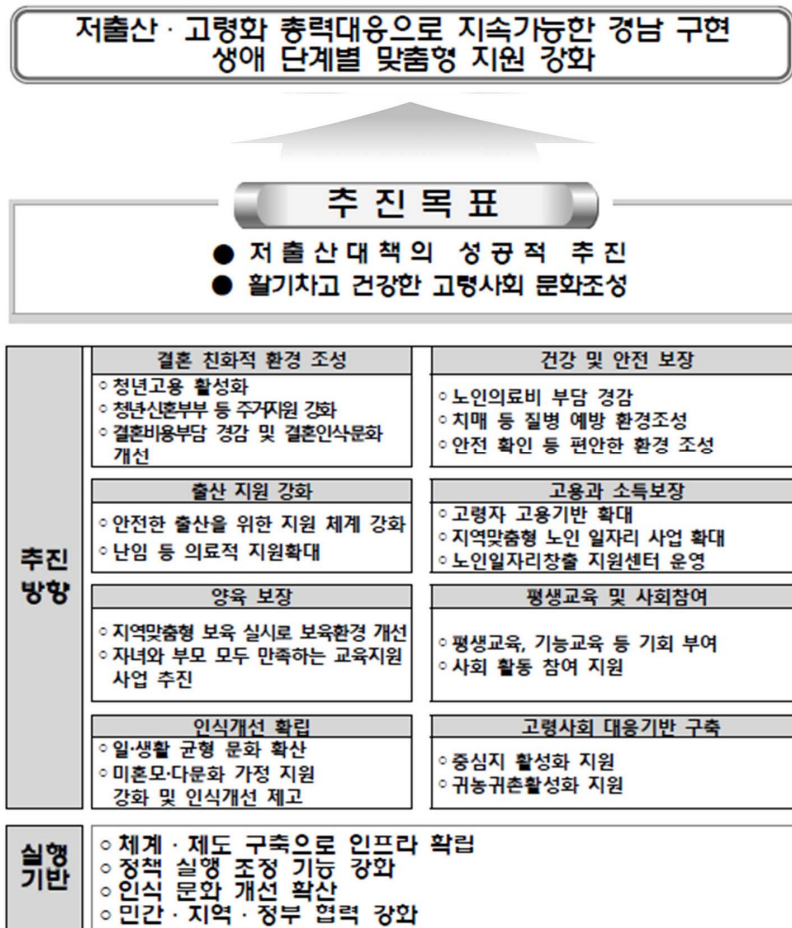 저출산 · 고령화 총력대응으로 지속가능한 경남 구현
생애 단계별 맞춤형 지원 강화
추 진 목 표
● 저 출 산 대 책 의 성 공 적 추 진
● 활기차고 건강한 고령사회 문화조성
추진
방향
결혼 친화적 환경 조성
○ 청년고용 활성화
○ 청년·신혼부부 등 주거지원 강화
○ 결혼비용부담 경감 및 결혼인식문화
개선
출산 지원 강화
○ 안전한 출산을 위한 지원 체계 강화
○ 난임 등 의료적 지원확대
양육 보장
○ 지역맞춤형 보육 실시로 보육환경 개선
○ 자녀와 부모 모두 만족하는 교육지원
사업 추진
인식개선 확립
○ 일·생활 균형 문화 확산
○ 미혼모·다문화 가정 지원
강화 및 인식개선 제고
건강 및 안전 보장
○ 노인의료비 부담 경감
○ 치매 등 질병 예방 환경조성
○ 안전 확인 등 편안한 환경 조성
고용과 소득보장
○ 고령자 고용기반 확대
○ 지역맞춤형 노인 일자리 사업 확대
○ 노인일자리창출 지원센터 운영
평생교육 및 사회참여
○ 평생교육, 기능교육 등 기회 부여
○ 사회 활동 참여 지원
고령사회 대응기반 구축
○ 중심지 활성화 지원
○ 귀농귀촌활성화 지원
실행
기반
○ 체계 · 제도 구축으로 인프라 확립
○ 정책 실행 조정 기능 강화
○ 인식 문화 개선 확산
○ 민간 · 지역 · 정부 협력 강화